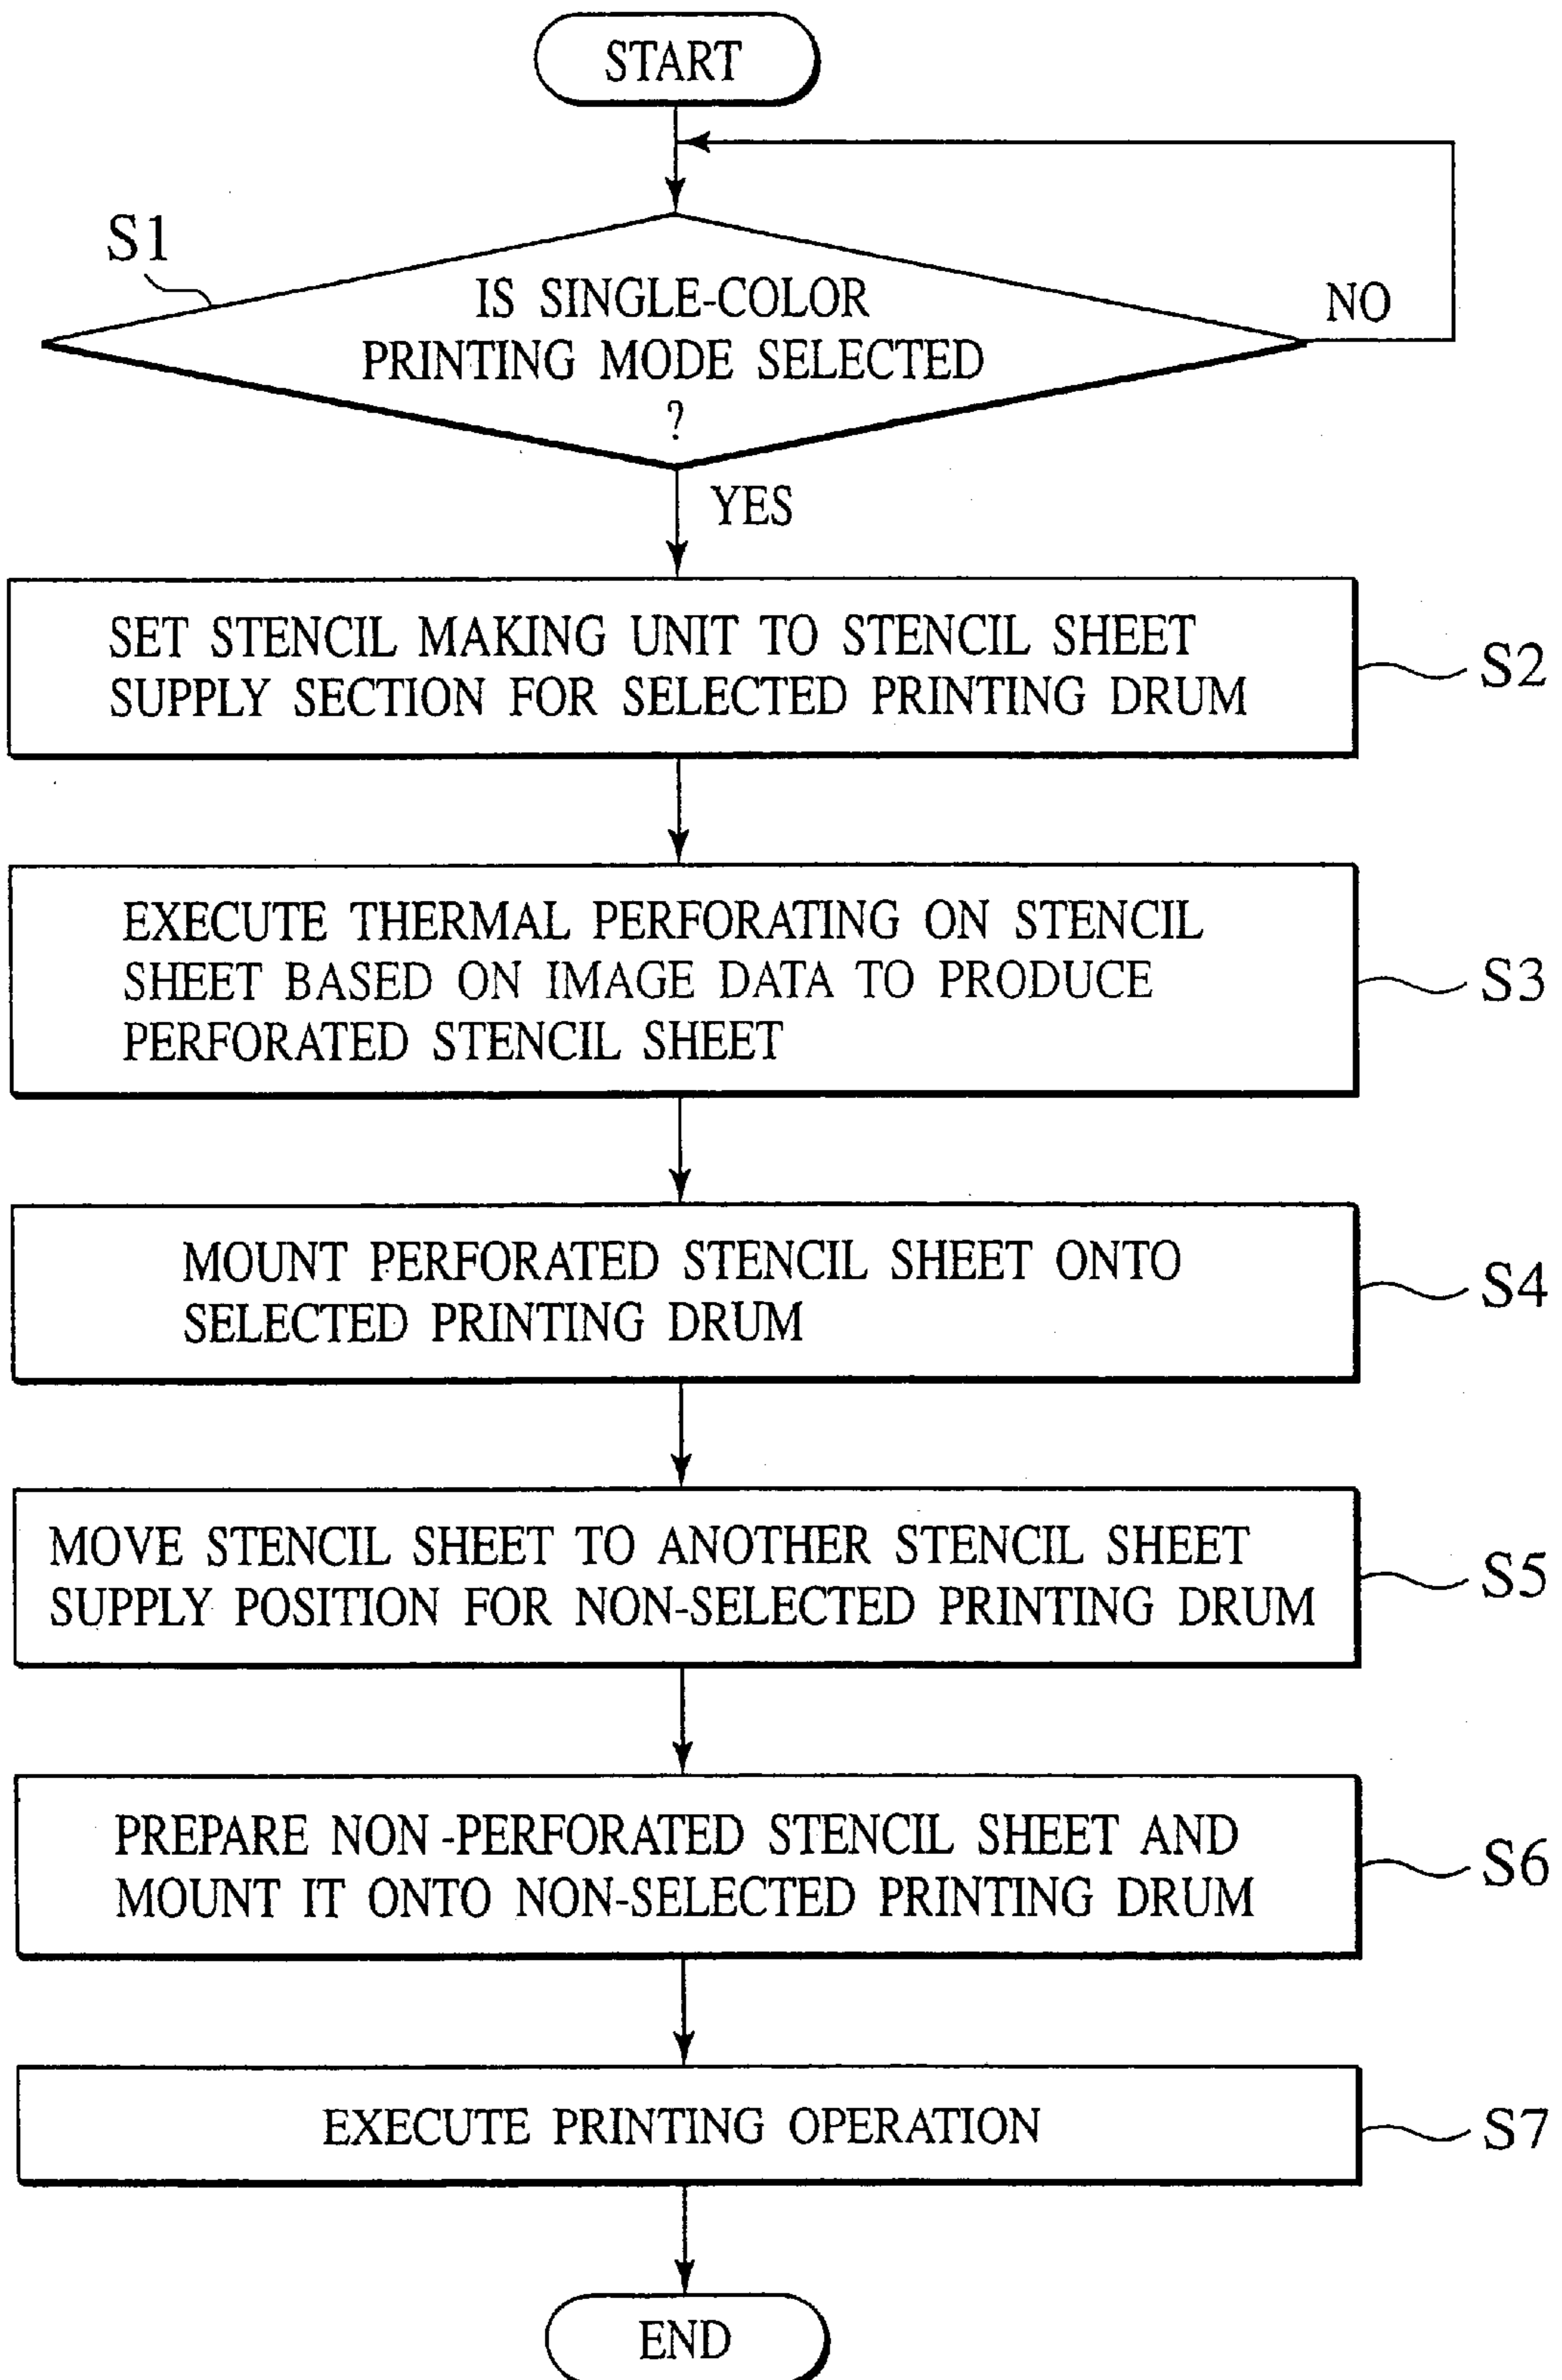 START
S1
IS SINGLE-COLOR
PRINTING MODE SELECTED
?
NO
YES
SET STENCIL MAKING UNIT TO STENCIL SHEET
SUPPLY SECTION FOR SELECTED PRINTING DRUM
S2
EXECUTE THERMAL PERFORATING ON STENCIL
SHEET BASED ON IMAGE DATA TO PRODUCE
PERFORATED STENCIL SHEET
S3
MOUNT PERFORATED STENCIL SHEET ONTO
SELECTED PRINTING DRUM
S4
MOVE STENCIL SHEET TO ANOTHER STENCIL SHEET
SUPPLY POSITION FOR NON-SELECTED PRINTING DRUM
S5
PREPARE NON-PERFORATED STENCIL SHEET AND
MOUNT IT ONTO NON-SELECTED PRINTING DRUM
S6
EXECUTE PRINTING OPERATION
S7
END